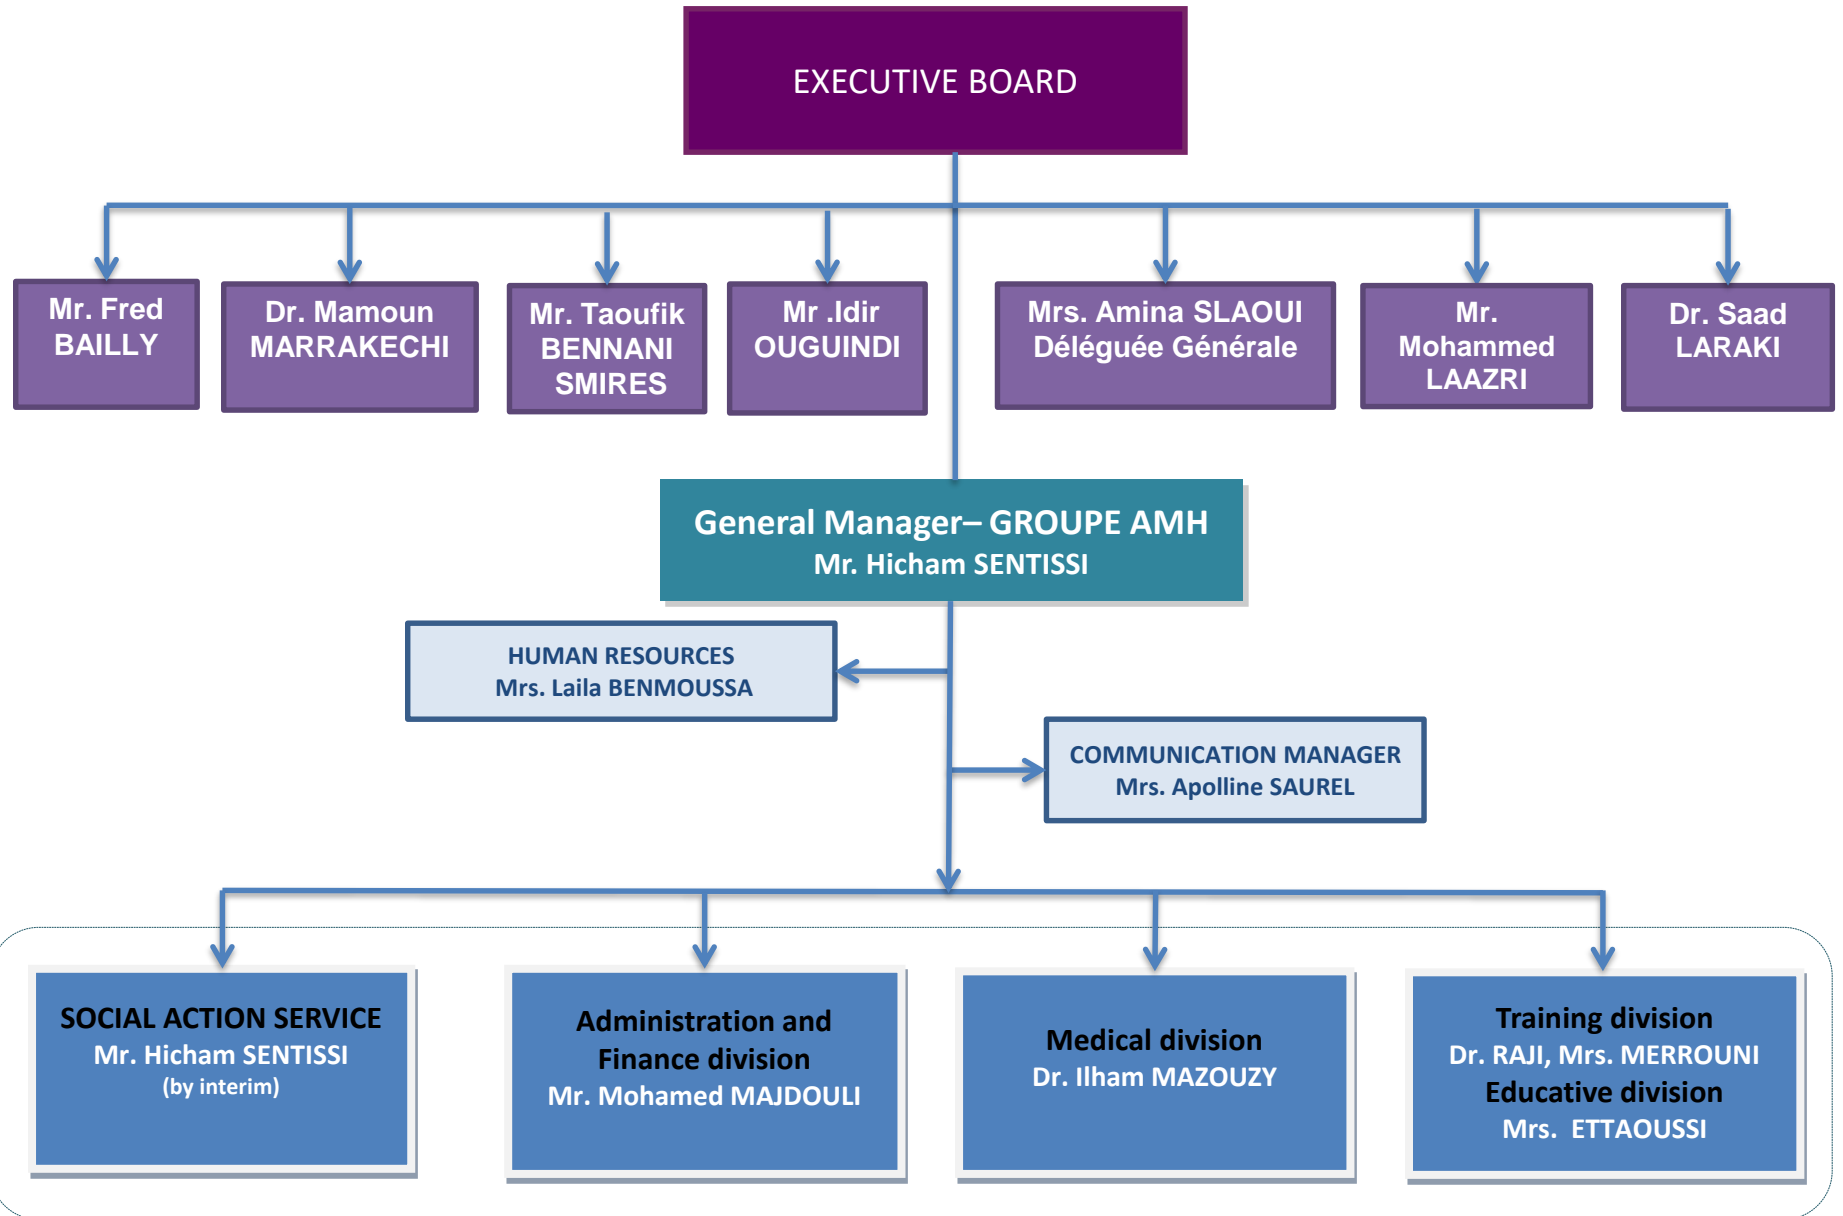 EXECUTIVE BOARD
Mr. Fred
BAILLY
Dr. Mamoun
MARRAKECHI
Mr. Taoufik
BENNANI
SMIRES
Mr .Idir
OUGUINDI
Mrs. Amina SLAOUI
Déléguée Générale
Mr.
Mohammed
LAAZRI
Dr. Saad
LARAKI
General Manager– GROUPE AMH
Mr. Hicham SENTISSI
HUMAN RESOURCES
Mrs. Laila BENMOUSSA
COMMUNICATION MANAGER
Mrs. Apolline SAUREL
SOCIAL ACTION SERVICE
Mr. Hicham SENTISSI
(by interim)
Administration and
Finance division
Mr. Mohamed MAJDOULI
Medical division
Dr. Ilham MAZOUZY
Training division
Dr. RAJI, Mrs. MERROUNI
Educative division
Mrs.  ETTAOUSSI